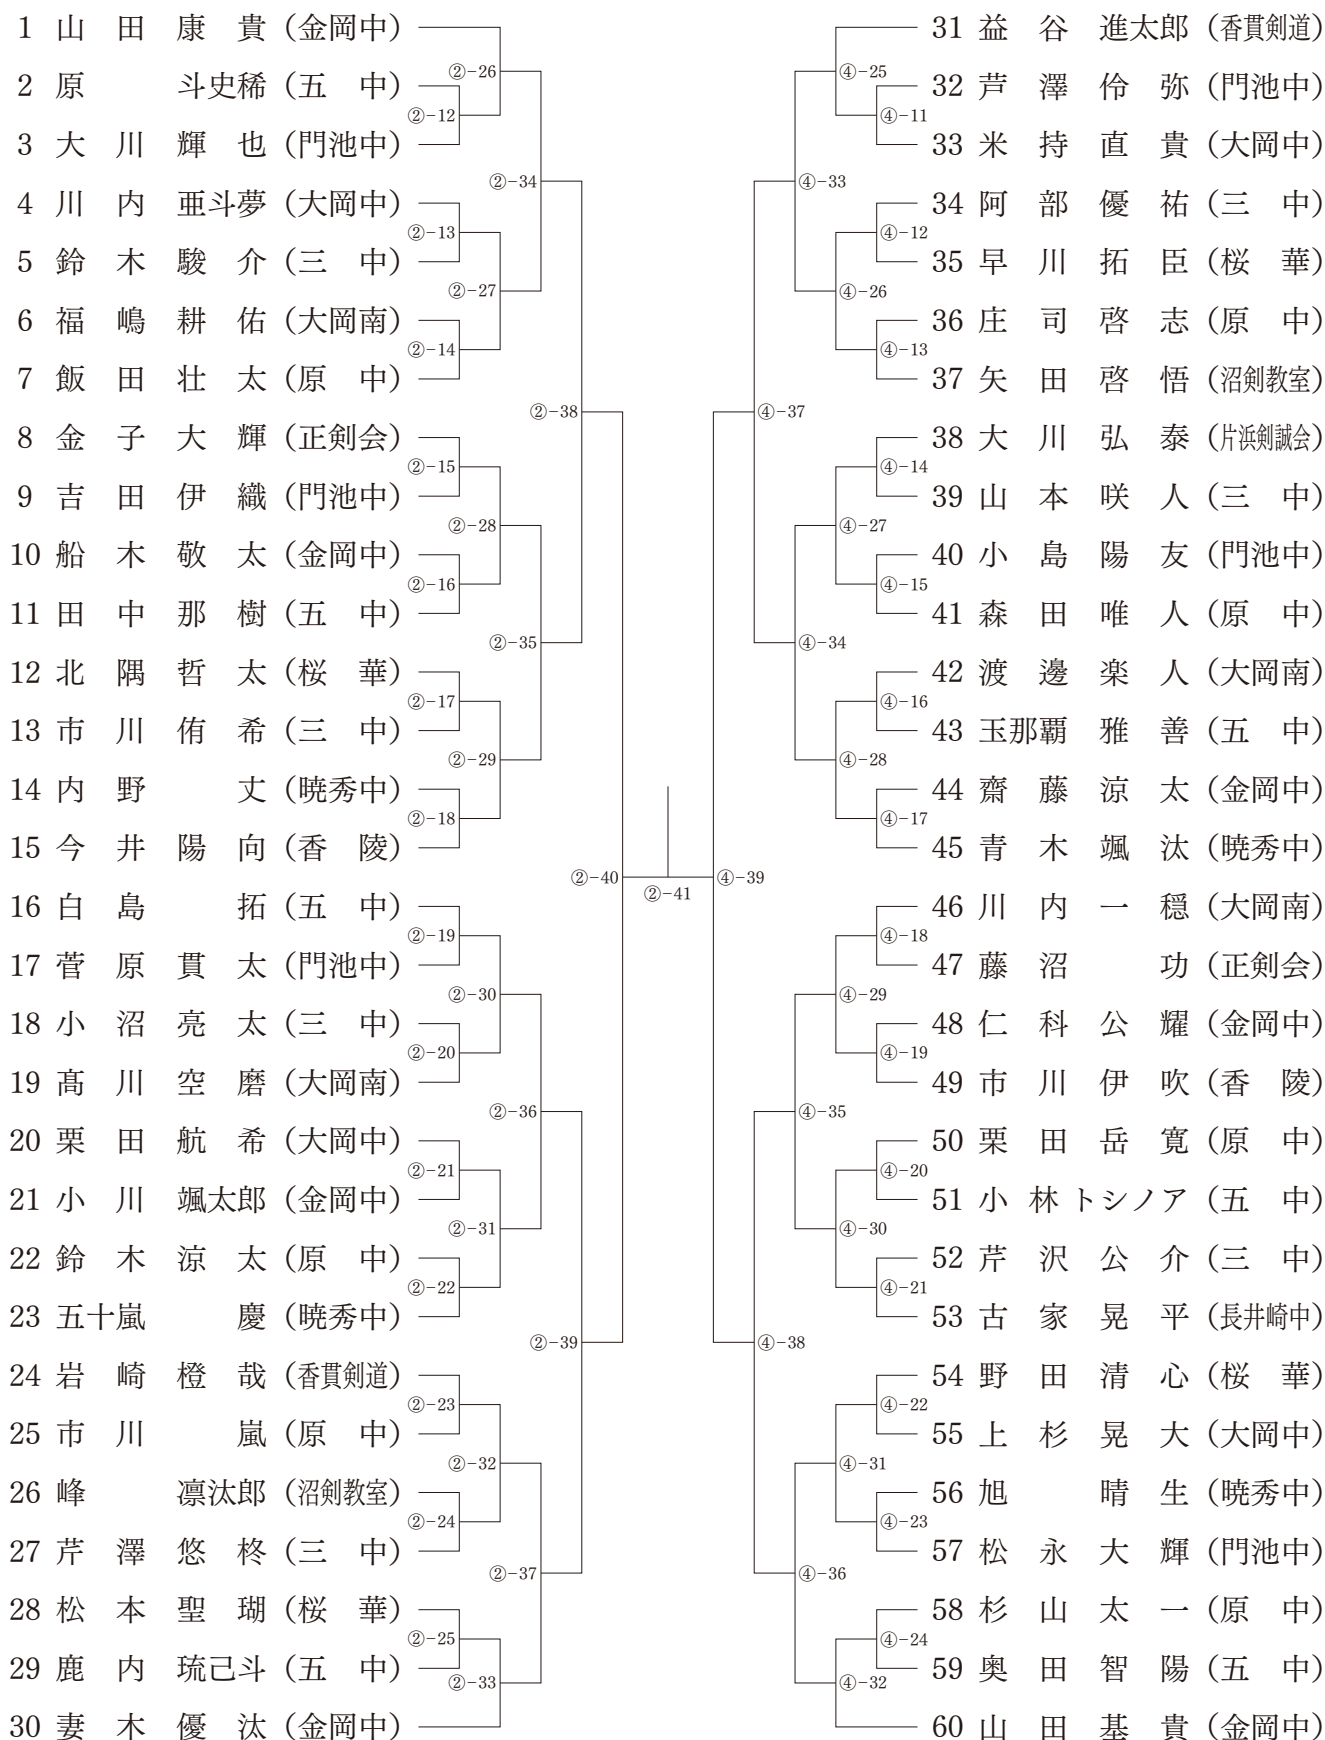 1 山田康貴（金岡中）
2 原 斗史稀（五 中）
3 大川輝也（門池中）
4 川内亜斗夢（大岡中）
5 鈴木駿介（三 中）
6 福嶋耕佑（大岡南）
7 飯田壮太（原 中）
8 金子大輝（正剣会）
9 吉田伊織（門池中）
10 船木敬太（金岡中）
11 田中那樹（五 中）
12 北隅哲太（桜 華）
13 市川侑希（三 中）
14 内野 丈（暁秀中）
15 今井陽向（香 陵）
16 白島 拓（五 中）
17 菅原貫太（門池中）
18 小沼亮太（三 中）
19 髙川空磨（大岡南）
20 栗田航希（大岡中）
21 小川颯太郎（金岡中）
22 鈴木涼太（原 中）
23 五十嵐 慶（暁秀中）
24 岩崎橙哉（香貫剣道）
25 市川 嵐（原 中）
26 峰 凛汰郎（沼剣教室）
27 芹澤悠柊（三 中）
28 松本聖瑚（桜 華）
29 鹿内琉己斗（五 中）
30 妻木優汰（金岡中）
②-12
②-13
②-14
②-15
②-16
②-17
②-18
②-19
②-20
②-21
②-22
②-23
②-24
②-25
②-26
②-27
②-28
②-29
②-30
②-31
②-32
②-33
②-34
②-35
②-36
②-37
②-38
②-39
②-40
②-41
④-39
④-37
④-38
④-33
④-34
④-35
④-36
④-25
④-26
④-27
④-28
④-29
④-30
④-31
④-32
④-11
④-12
④-13
④-14
④-15
④-16
④-17
④-18
④-19
④-20
④-21
④-22
④-23
④-24
31 益谷進太郎（香貫剣道）
32 芦澤伶弥（門池中）
33 米持直貴（大岡中）
34 阿部優祐（三 中）
35 早川拓臣（桜 華）
36 庄司啓志（原 中）
37 矢田啓悟（沼剣教室）
38 大川弘泰（片浜剣誠会）
39 山本咲人（三 中）
40 小島陽友（門池中）
41 森田唯人（原 中）
42 渡邊楽人（大岡南）
43 玉那覇雅善（五 中）
44 齋藤涼太（金岡中）
45 青木颯汰（暁秀中）
46 川内一穏（大岡南）
47 藤沼 功（正剣会）
48 仁科公耀（金岡中）
49 市川伊吹（香 陵）
50 栗田岳寛（原 中）
51 小林トシノア（五 中）
52 芹沢公介（三 中）
53 古家晃平（長井崎中）
54 野田清心（桜 華）
55 上杉晃大（大岡中）
56 旭 晴生（暁秀中）
57 松永大輝（門池中）
58 杉山太一（原 中）
59 奥田智陽（五 中）
60 山田基貴（金岡中）